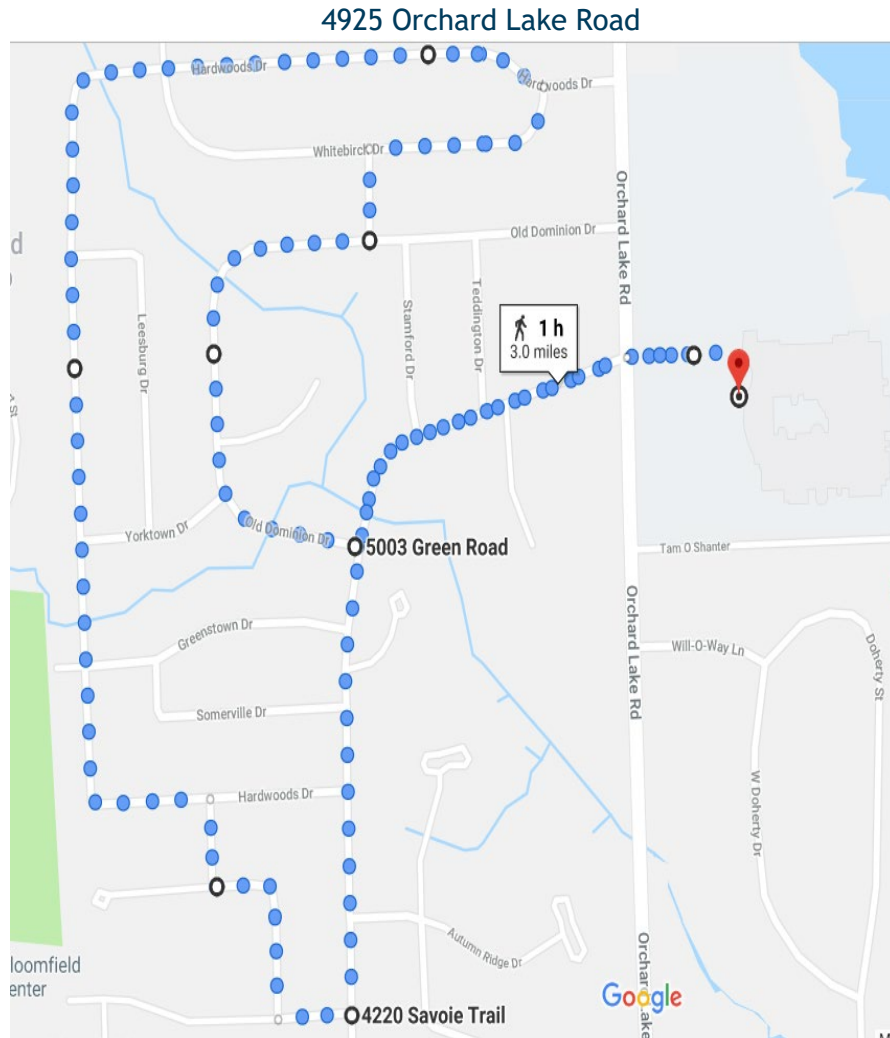 4925 Orchard Lake Road
Hardwoods Dr
Hardwoods Dr
Whitebirch Dr
Old Dominion Dr
Orchard Lake Rd
d
Leesburg Dr
Stamford Dr
Teddington Dr
1 h
3.0 miles
Yorktown Dr
Old Dominion Dr
5003 Green Road
Tam O Shanter
Greenstown Dr
Orchard Lake Rd
Will-O-Way Ln
Doherty St
Somerville Dr
Hardwoods Dr
W Doherty Dr
Autumn Ridge Dr
loomfield
enter
Orchard Lake
Google
4220 Savoie Trail